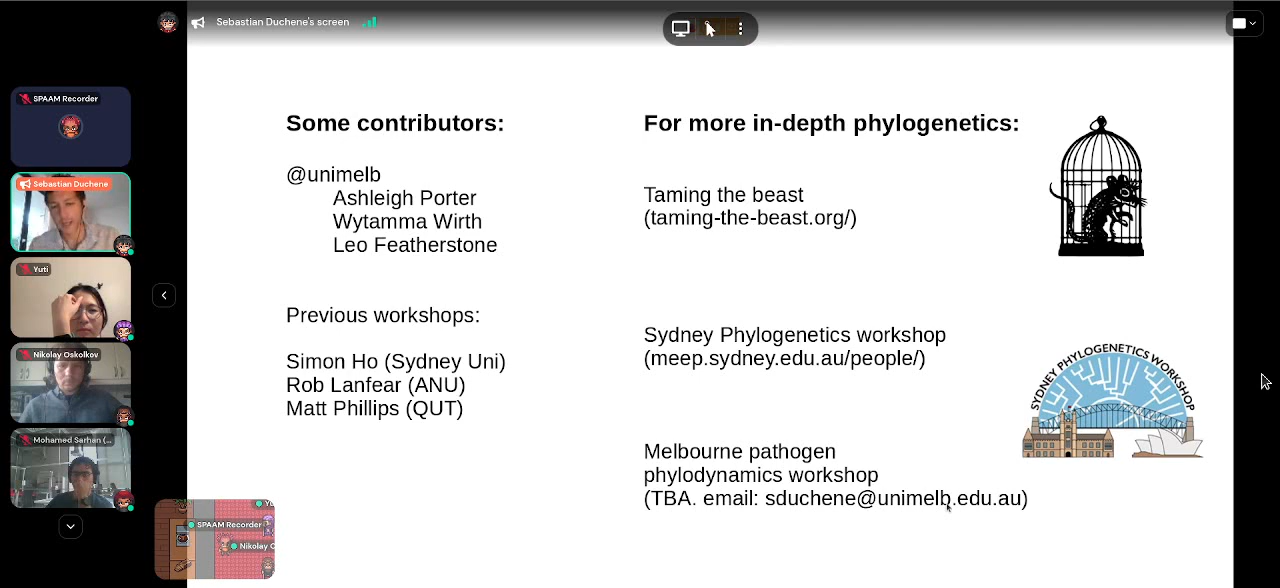 Sebastian Duchene's screen
SPAAM Recorder
Sebastian Duchene
Yuti
Nikolay Oskolkov
Mohamed Sarhan (...
SPAAM Recorder
Nikolay O
Some contributors:
@unimelb
Ashleigh Porter
Wytamma Wirth
Leo Featherstone
Previous workshops:
Simon Ho (Sydney Uni)
Rob Lanfear (ANU)
Matt Phillips (QUT)
For more in-depth phylogenetics:
Taming the beast
(taming-the-beast.org/)
Sydney Phylogenetics workshop
(meep.sydney.edu.au/people/)
SYDNEY PHYLOGENETICS WORKSHOP
Melbourne pathogen
phylodynamics workshop
(TBA. email: sduchene@unimelb.edu.au)